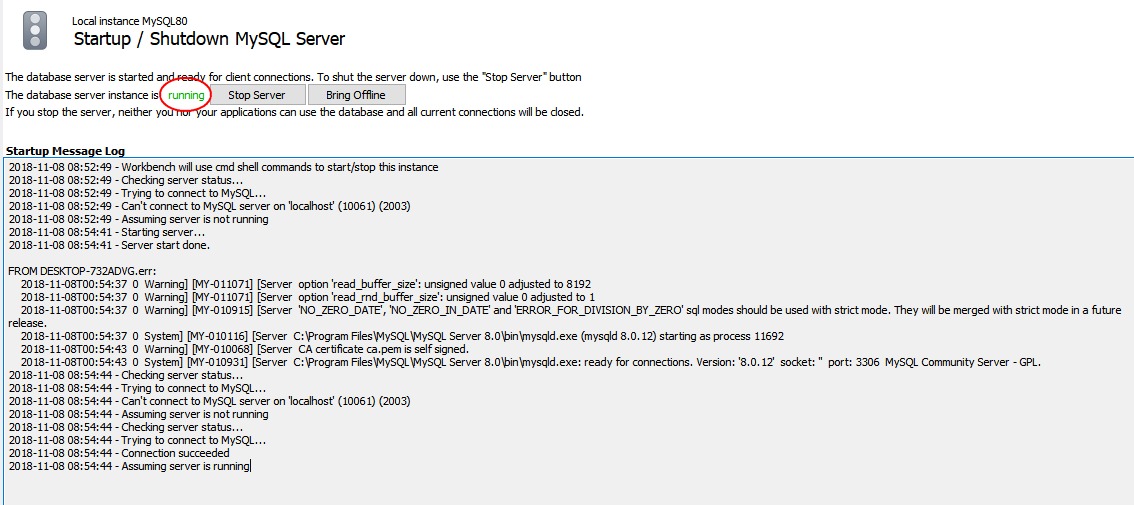 Local instance MySQL80
Startup / Shutdown MySQL Server
The database server is started and ready for client connections. To shut the server down, use the "Stop Server" button
The database server instance is running Stop Server Bring Offline
If you stop the server, neither you nor your applications can use the database and all current connections will be closed.
Startup Message Log
2018-11-08 08:52:49 - Workbench will use cmd shell commands to start/stop this instance
2018-11-08 08:52:49 - Checking server status...
2018-11-08 08:52:49 - Trying to connect to MySQL...
2018-11-08 08:52:49 - Can't connect to MySQL server on 'localhost' (10061) (2003)
2018-11-08 08:52:49 - Assuming server is not running
2018-11-08 08:54:41 - Starting server...
2018-11-08 08:54:41 - Server start done.
FROM DESKTOP-732ADVG.err:
2018-11-08T00:54:37 0 Warning] [MY-011071] [Server option 'read_buffer_size': unsigned value 0 adjusted to 8192
2018-11-08T00:54:37 0 Warning] [MY-011071] [Server option 'read_rnd_buffer_size': unsigned value 0 adjusted to 1
2018-11-08T00:54:37 0 Warning] [MY-010915] [Server 'NO_ZERO_DATE', 'NO_ZERO_IN_DATE' and 'ERROR_FOR_DIVISION_BY_ZERO' sql modes should be used with strict mode. They will be merged with strict mode in a future
release.
2018-11-08T00:54:37 0 System] [MY-010116] [Server C:\Program Files\MySQL\MySQL Server 8.0\bin\mysqld.exe (mysqld 8.0.12) starting as process 11692
2018-11-08T00:54:43 0 Warning] [MY-010068] [Server CA certificate ca.pem is self signed.
2018-11-08T00:54:43 0 System] [MY-010931] [Server C:\Program Files\MySQL\MySQL Server 8.0\bin\mysqld.exe: ready for connections. Version: '8.0.12' socket: '' port: 3306 MySQL Community Server - GPL.
2018-11-08 08:54:44 - Checking server status...
2018-11-08 08:54:44 - Trying to connect to MySQL...
2018-11-08 08:54:44 - Can't connect to MySQL server on 'localhost' (10061) (2003)
2018-11-08 08:54:44 - Assuming server is not running
2018-11-08 08:54:44 - Checking server status...
2018-11-08 08:54:44 - Trying to connect to MySQL...
2018-11-08 08:54:44 - Connection succeeded
2018-11-08 08:54:44 - Assuming server is running